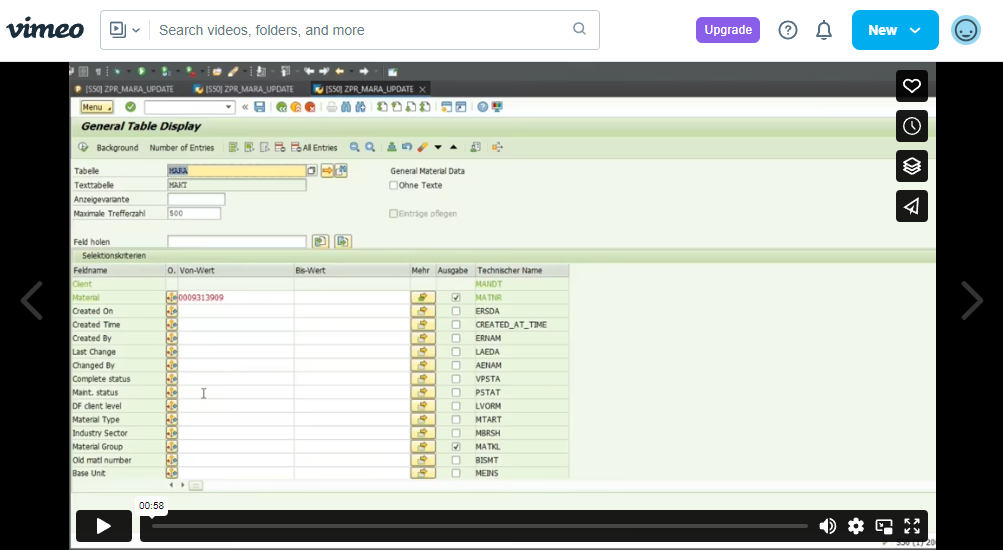 vimeo
Search videos, folders, and more
Upgrade
New
[S50] ZPR_MARA_UPDATE [S50] ZPR_MARA_UPDATE [S50] ZPR_MARA_UPDATE
Menu
General Table Display
Background Number of Entries All Entries
Tabelle MARA General Material Data
Texttabelle MAKT Ohne Texte
Anzeigevariante
Maximale Trefferzahl 500 Einträge pflegen
Feld holen
Selektionskriterien
Feldname O. Von-Wert Bis-Wert Mehr Ausgabe Technischer Name
Client MANDT
Material 0009313909 MATNR
Created On ERSDA
Created Time CREATED_AT_TIME
Created By ERNAM
Last Change LAEDA
Changed By AENAM
Complete status VPSTA
Maint. status PSTAT
DF client level LVORM
Material Type MTART
Industry Sector MBRSH
Material Group MATKL
Old matl number BISMT
Base Unit MEINS
00:58